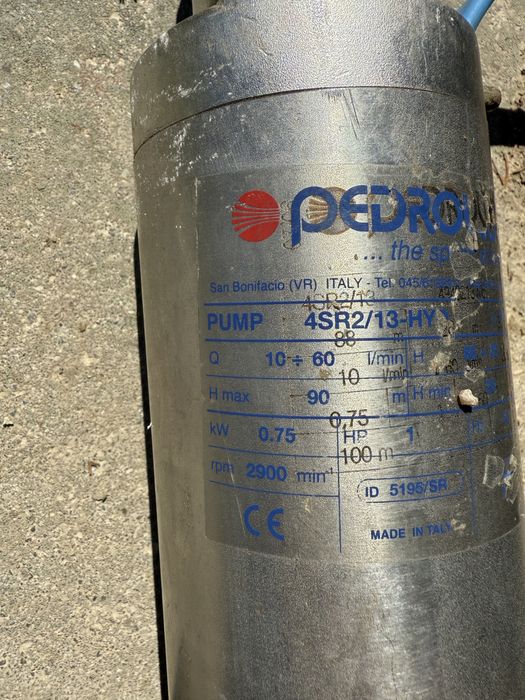 PEDRO
... the sp
San Bonifacio (VR) ITALY - Tel. 045/6
4SR2/13
PUMP 4SR2/13-HY
88 m
Q 10 ÷ 60 l/min H
10 l/min
H max 90 m H min
0,75
kW 0.75 HP 1
100 m
rpm 2900 min⁻¹
ID 5195/SR
CE
MADE IN TALY